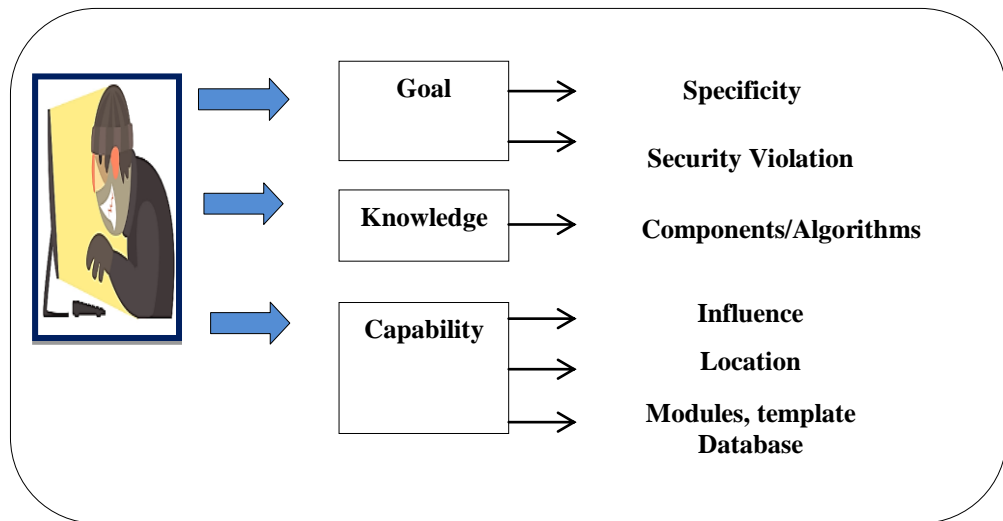 Goal
Specificity
Security Violation
Knowledge
Components/Algorithms
Capability
Influence
Location
Modules, template
Database